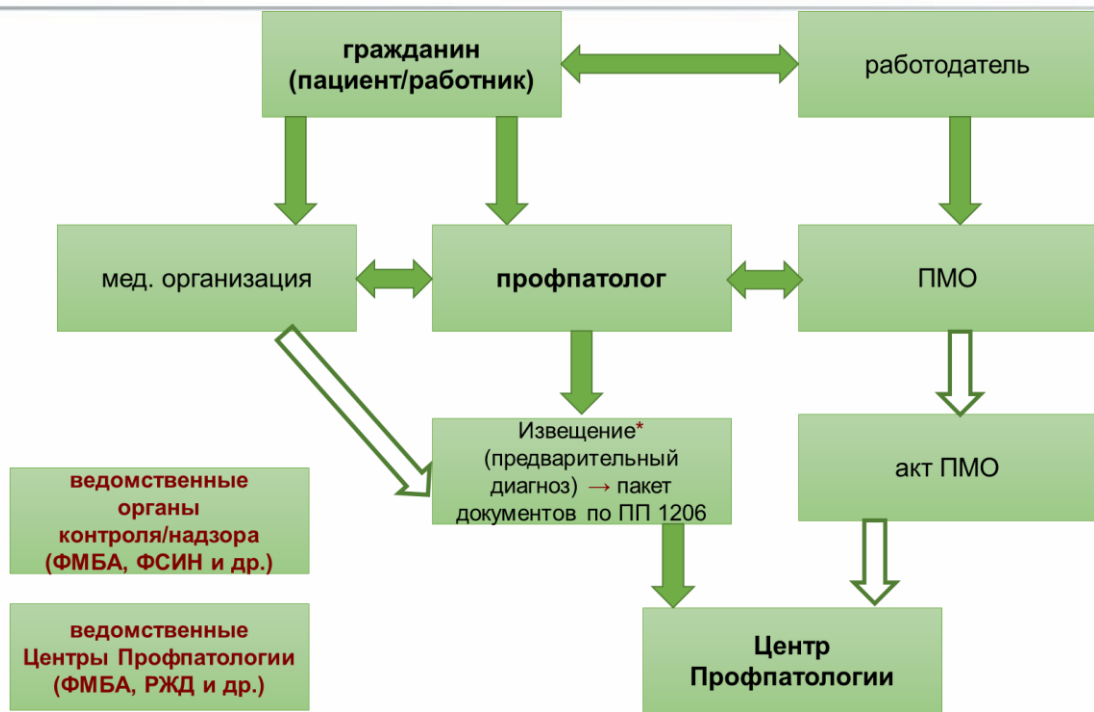 гражданин
(пациент/работник)
работодатель
мед. организация
профпатолог
ПМО
Извещение*
(предварительный
диагноз) → пакет
документов по ПП 1206
акт ПМО
ведомственные
органы
контроля/надзора
(ФМБА, ФСИН и др.)
ведомственные
Центры Профпатологии
(ФМБА, РЖД и др.)
Центр
Профпатологии